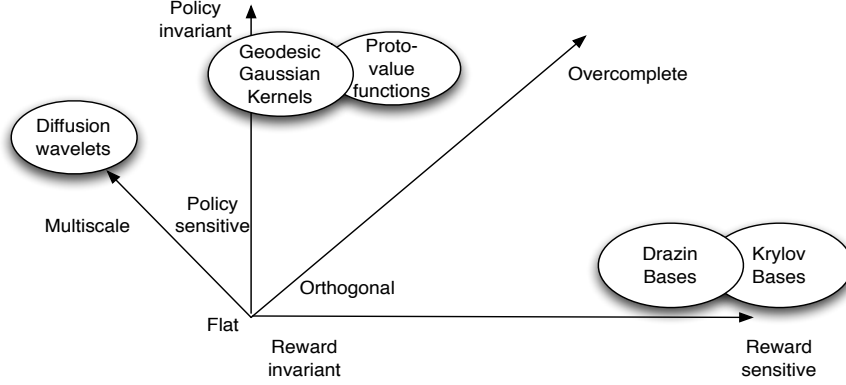 Policy
invariant
Geodesic
Gaussian
Kernels
Proto-
value
functions
Overcomplete
Diffusion
wavelets
Policy
sensitive
Multiscale
Drazin
Bases
Krylov
Bases
Orthogonal
Flat
Reward
invariant
Reward
sensitive